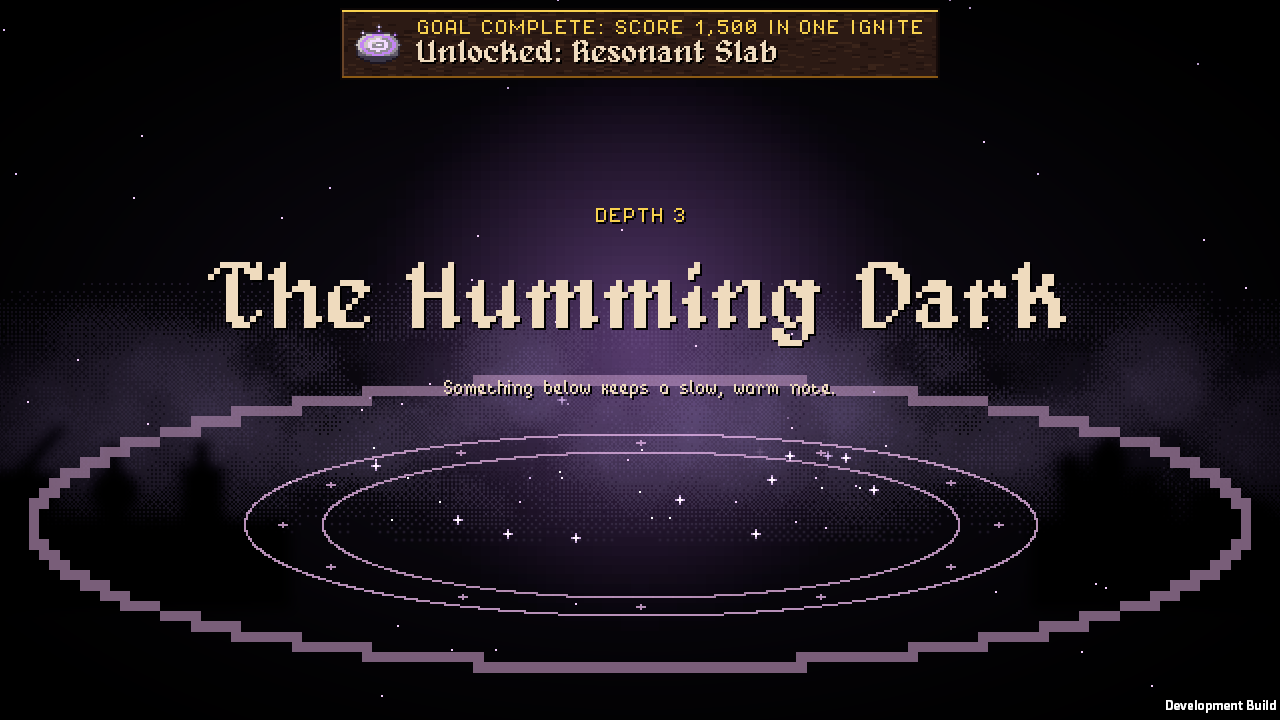 GOAL COMPLETE: SCORE 1,500 IN ONE IGNITE
Unlocked: Resonant Slab
DEPTH 3
The Humming Dark
Something below keeps a slow, warm note.
Development Build